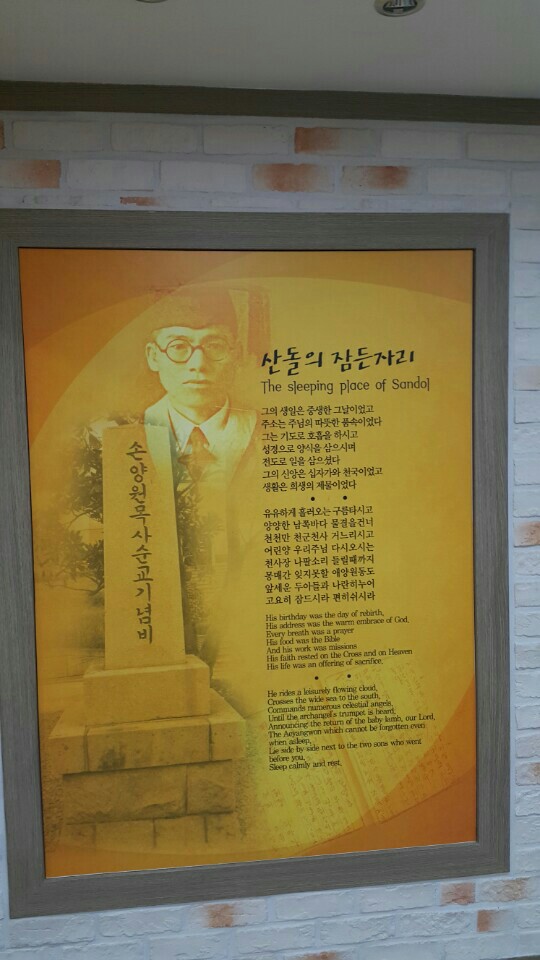 산돌의 잠든자리
The sleeping place of Sandol
그의 생일은 중생한 그날이었고
주소는 주님의 따뜻한 품속이었다
그는 기도로 호흡을 하시고
성경으로 양식을 삼으시며
전도로 일을 삼으셨다
그의 신앙은 십자가와 천국이었고
생활은 희생의 제물이었다
유유하게 흘러오는 구름타시고
양양한 남쪽바다 물결을건너
천천만 천군천사 거느리시고
어린양 우리주님 다시오시는
천사장 나팔소리 들릴때까지
몽매간 잊지못할 애양원동도
앞세운 두아들과 나란히누어
고요히 잠드시라 편히쉬시라
His birthday was the day of rebirth,
His address was the warm embrace of God.
Every breath was a prayer
His food was the Bible
And his work was missions
His faith rested on the Cross and on Heaven
His life was an offering of sacrifice.
He rides a leisurely flowing cloud,
Crosses the wide sea to the south,
Commands numerous celestial angels,
Until the archangel's trumpet is heard,
Announcing the return of the baby lamb, our Lord,
The Aeyangwon which cannot be forgotten even
when asleep,
Lie side by side next to the two sons who went
before you,
Sleep calmly and rest.
손양원목사순교기념비